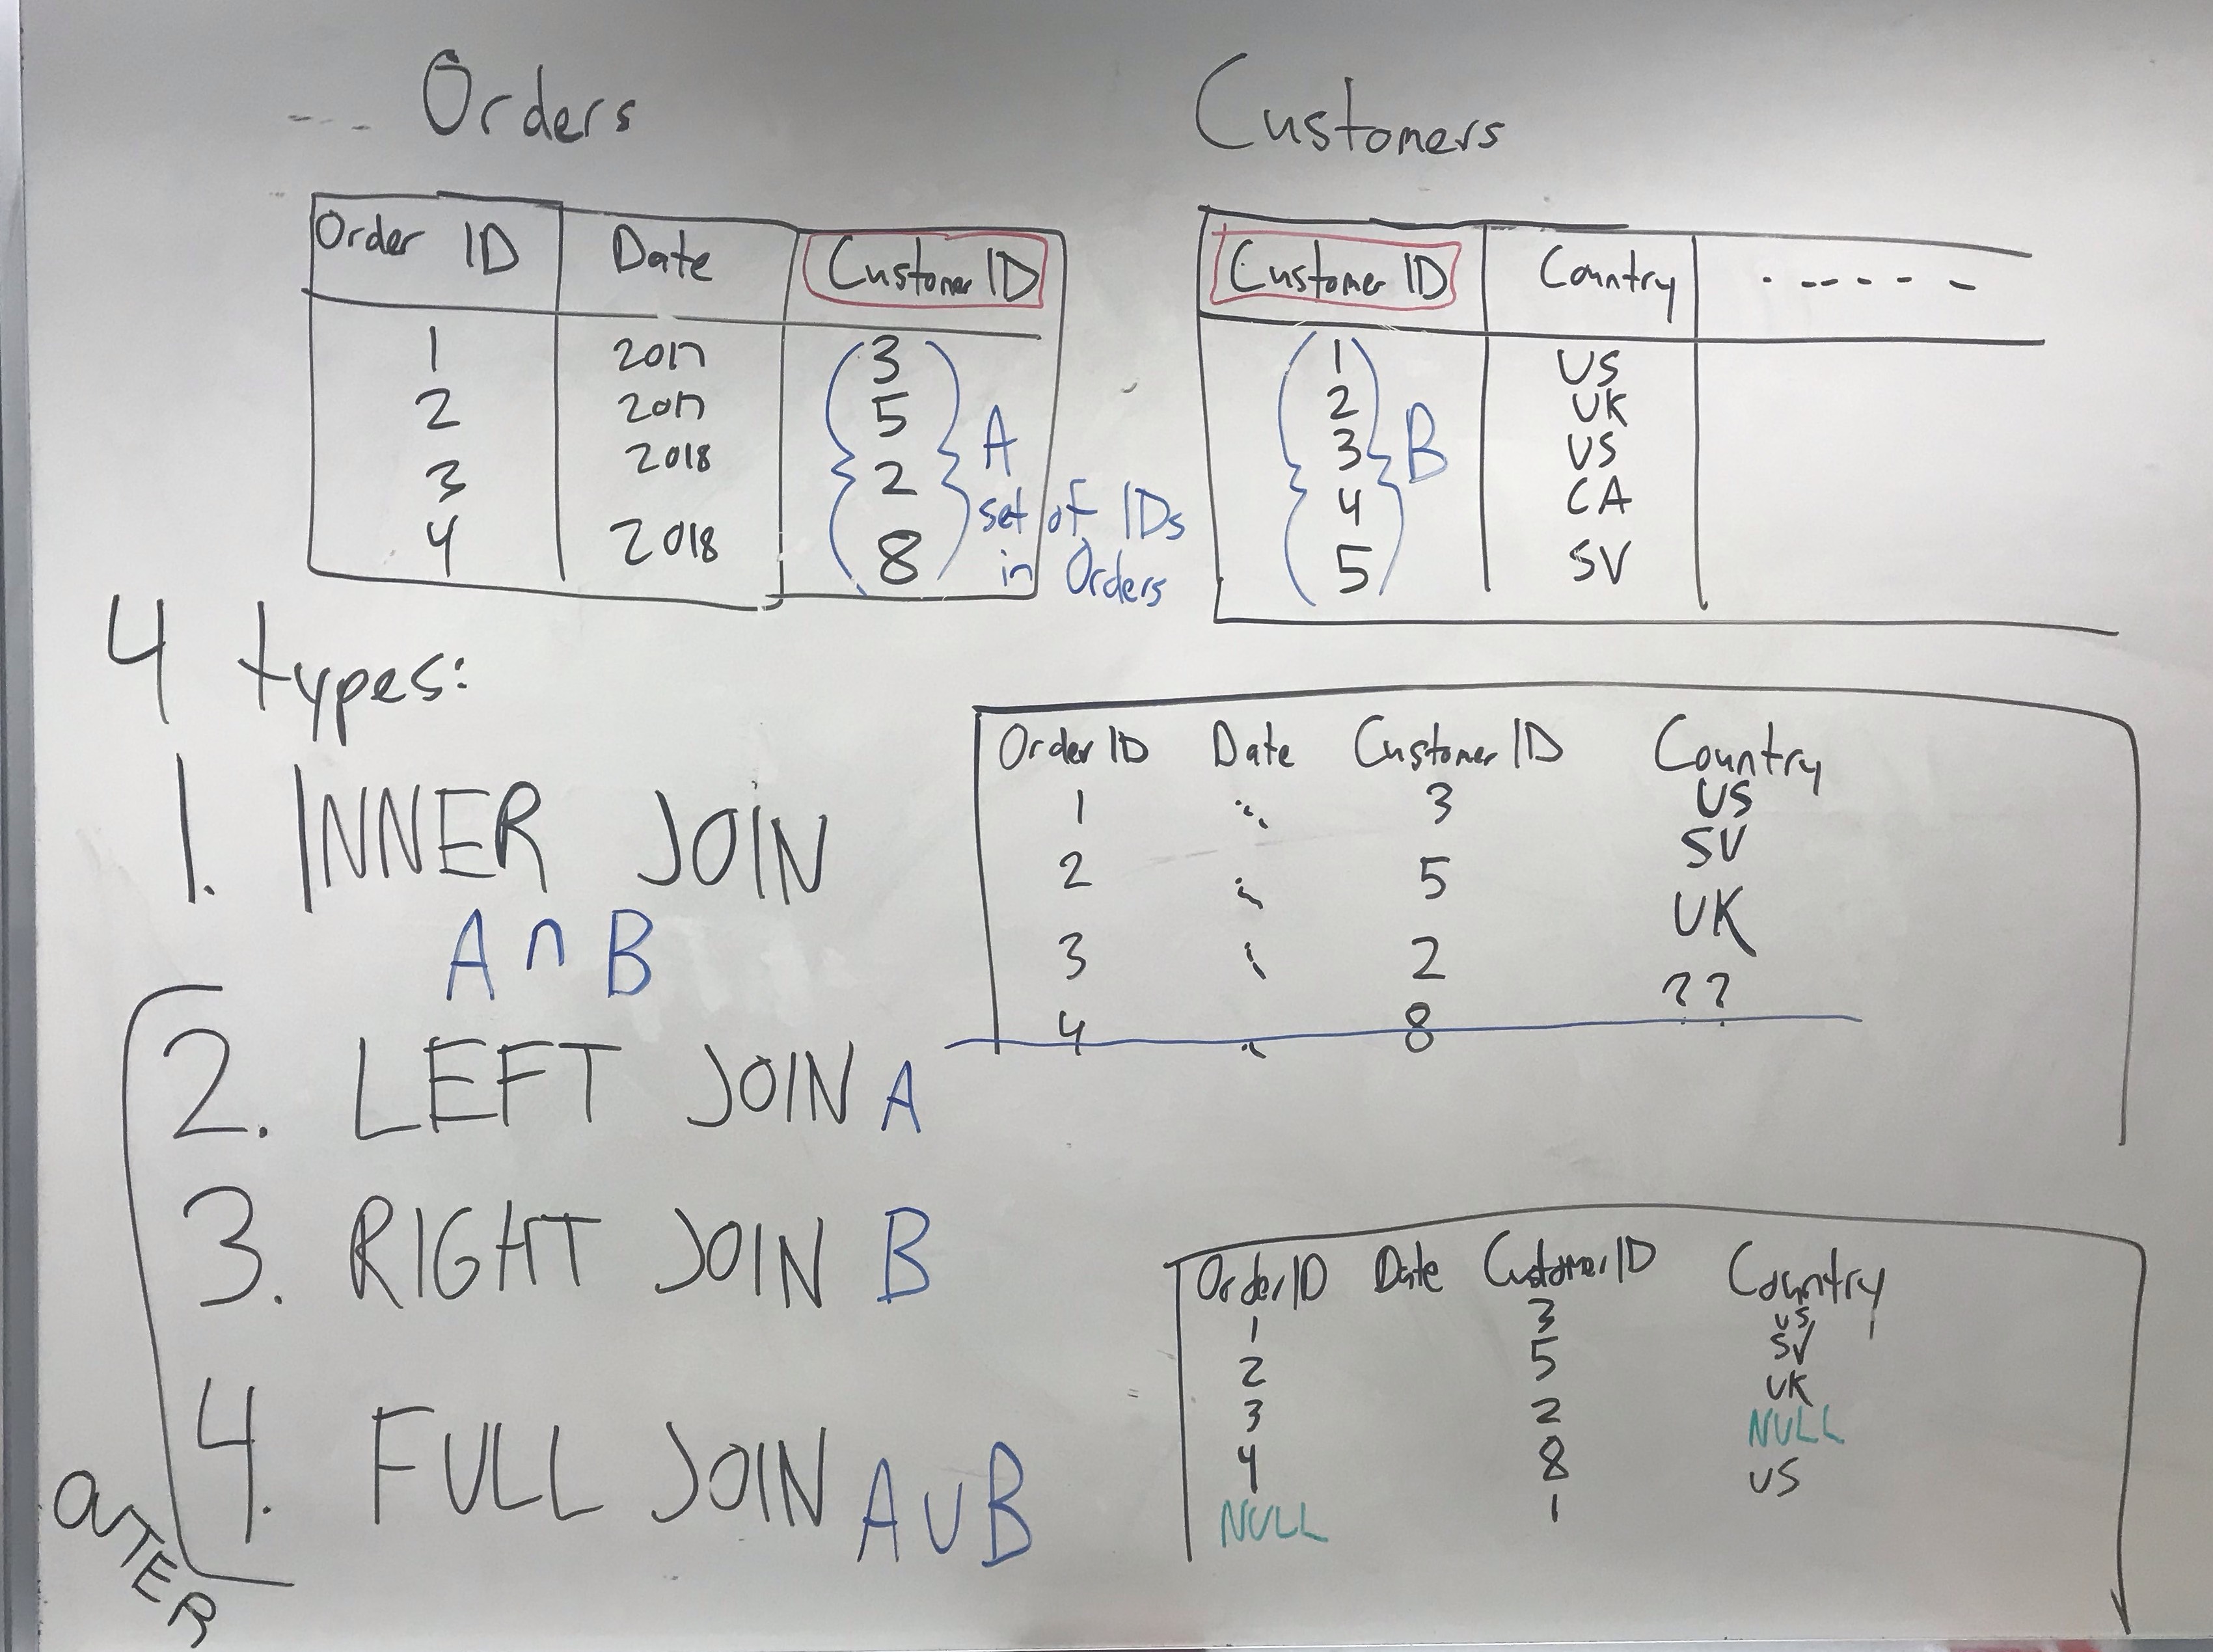 Orders
Customers
Order ID Date Customer ID
1 2017 3
2 2017 5
3 2018 2
4 2018 8
A
set of IDs
in Orders
Customer ID Country
1 US
2 UK
3 US
4 CA
5 SV
B
4 types:
1. INNER JOIN
A ∩ B
2. LEFT JOIN A
3. RIGHT JOIN B
4. FULL JOIN A ∪ B
OUTER
Order ID Date Customer ID Country
1 3 US
2 5 SV
3 2 UK
4 8 ??
Order ID Date Customer ID Country
1 3 US
2 5 SV
3 2 UK
4 8 NULL
NULL 1 US